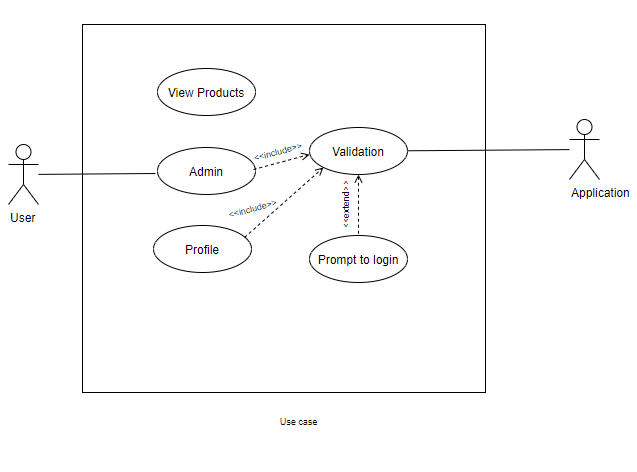 View Products
<<include>>
Validation
Admin
User
Application
<<include>>
<<extend>>
Profile
Prompt to login
Use case